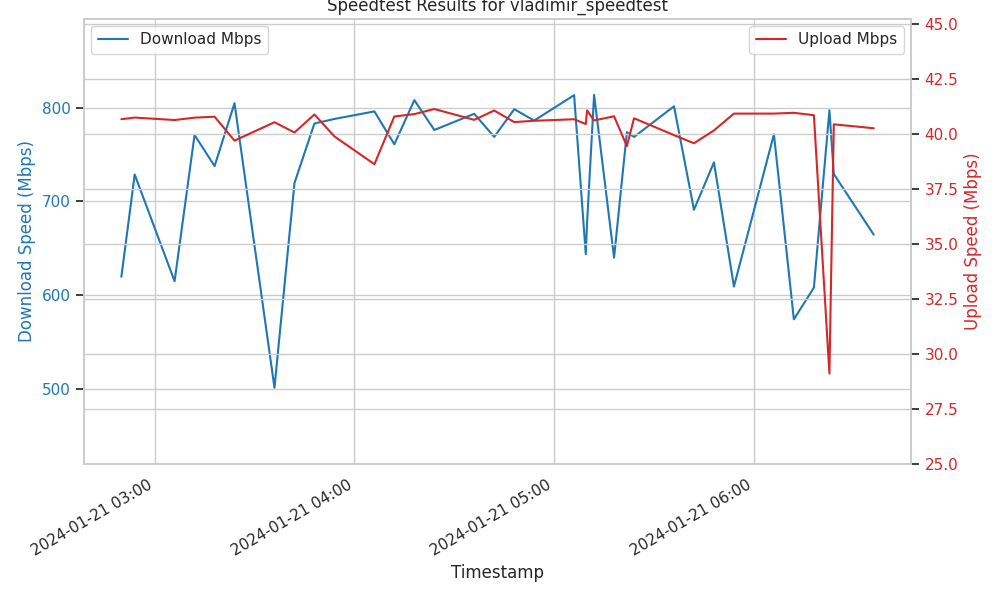 Speedtest Results for vladimir_speedtest
Download Mbps
Upload Mbps
Download Speed (Mbps)
800
700
600
500
45.0
42.5
40.0
37.5
35.0
32.5
30.0
27.5
25.0
Upload Speed (Mbps)
2024-01-21 03:00
2024-01-21 04:00
2024-01-21 05:00
2024-01-21 06:00
Timestamp